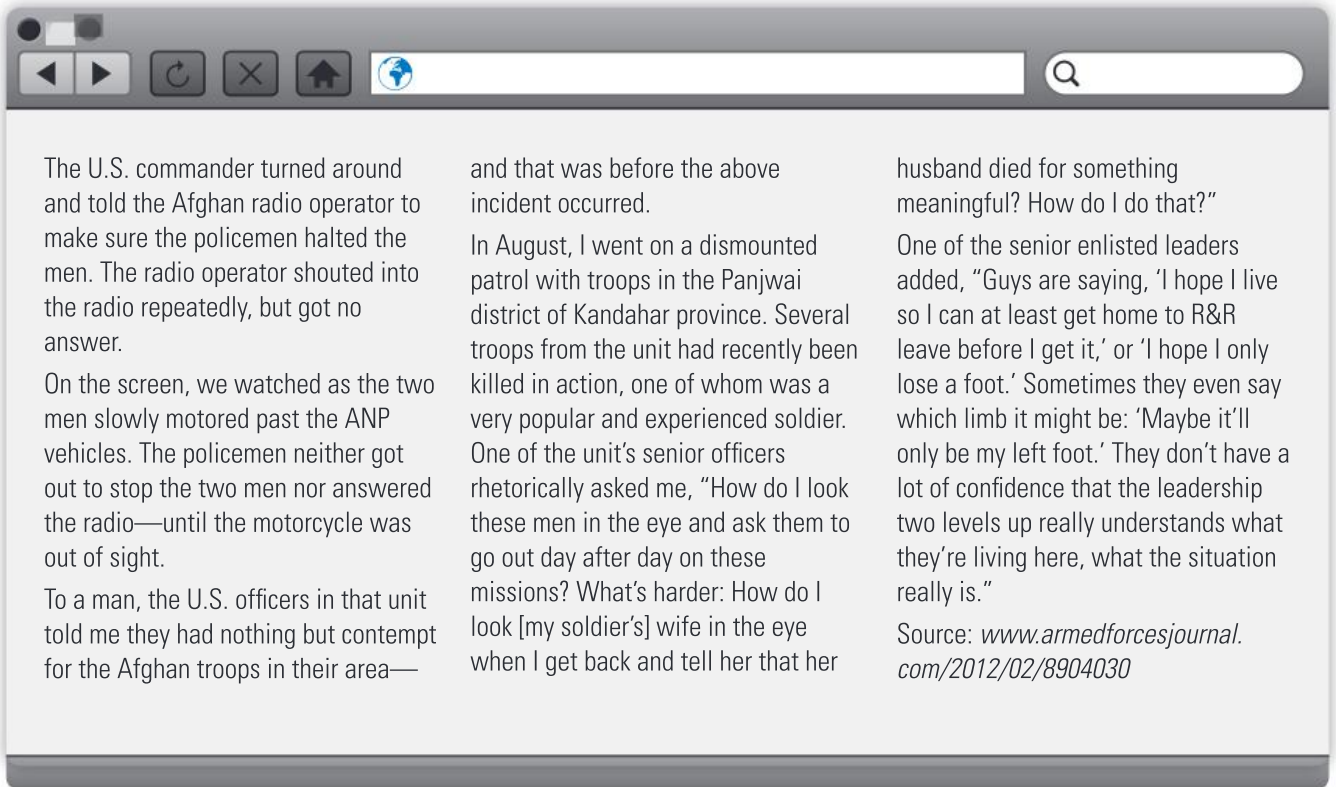 The U.S. commander turned around
and told the Afghan radio operator to
make sure the policemen halted the
men. The radio operator shouted into
the radio repeatedly, but got no
answer.
On the screen, we watched as the two
men slowly motored past the ANP
vehicles. The policemen neither got
out to stop the two men nor answered
the radio—until the motorcycle was
out of sight.
To a man, the U.S. officers in that unit
told me they had nothing but contempt
for the Afghan troops in their area—
and that was before the above
incident occurred.
In August, I went on a dismounted
patrol with troops in the Panjwai
district of Kandahar province. Several
troops from the unit had recently been
killed in action, one of whom was a
very popular and experienced soldier.
One of the unit’s senior officers
rhetorically asked me, “How do I look
these men in the eye and ask them to
go out day after day on these
missions? What’s harder: How do I
look [my soldier’s] wife in the eye
when I get back and tell her that her
husband died for something
meaningful? How do I do that?”
One of the senior enlisted leaders
added, “Guys are saying, ‘I hope I live
so I can at least get home to R&R
leave before I get it,’ or ‘I hope I only
lose a foot.’ Sometimes they even say
which limb it might be: ‘Maybe it’ll
only be my left foot.’ They don’t have a
lot of confidence that the leadership
two levels up really understands what
they’re living here, what the situation
really is.”
Source: www.armedforcesjournal.
com/2012/02/8904030